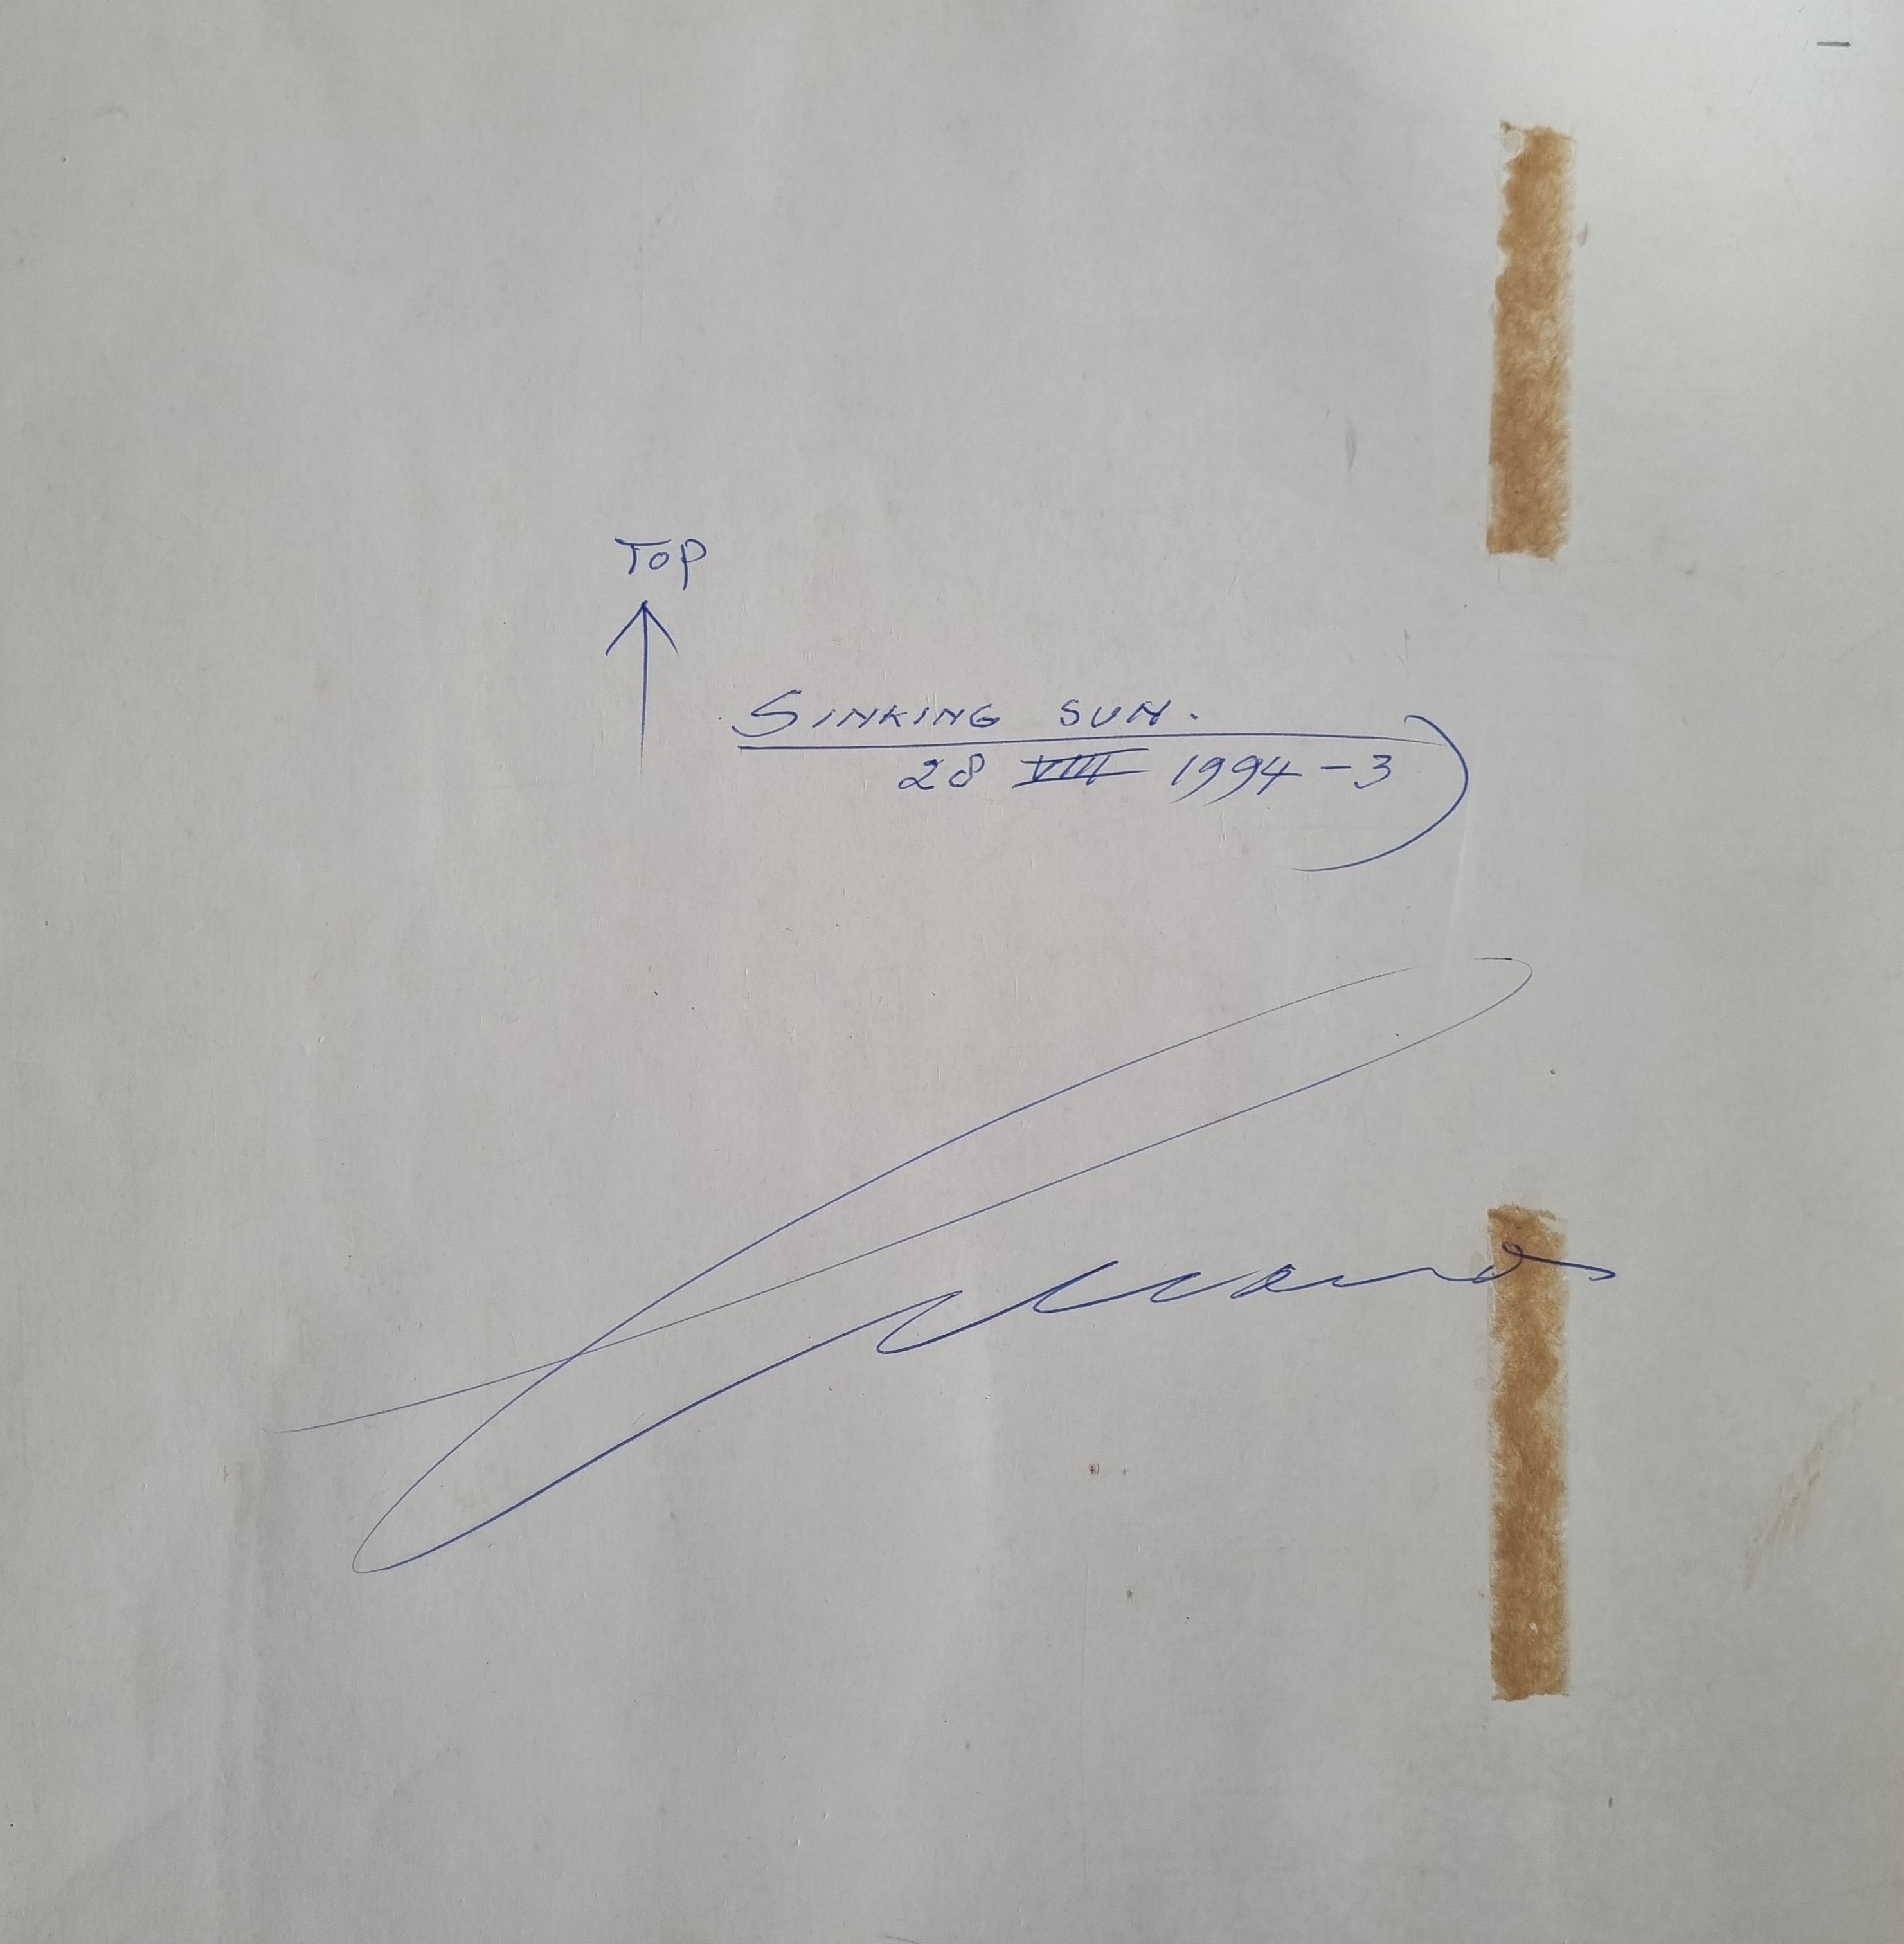 TOP
SINKING SUN.
28 VIII 1994-3